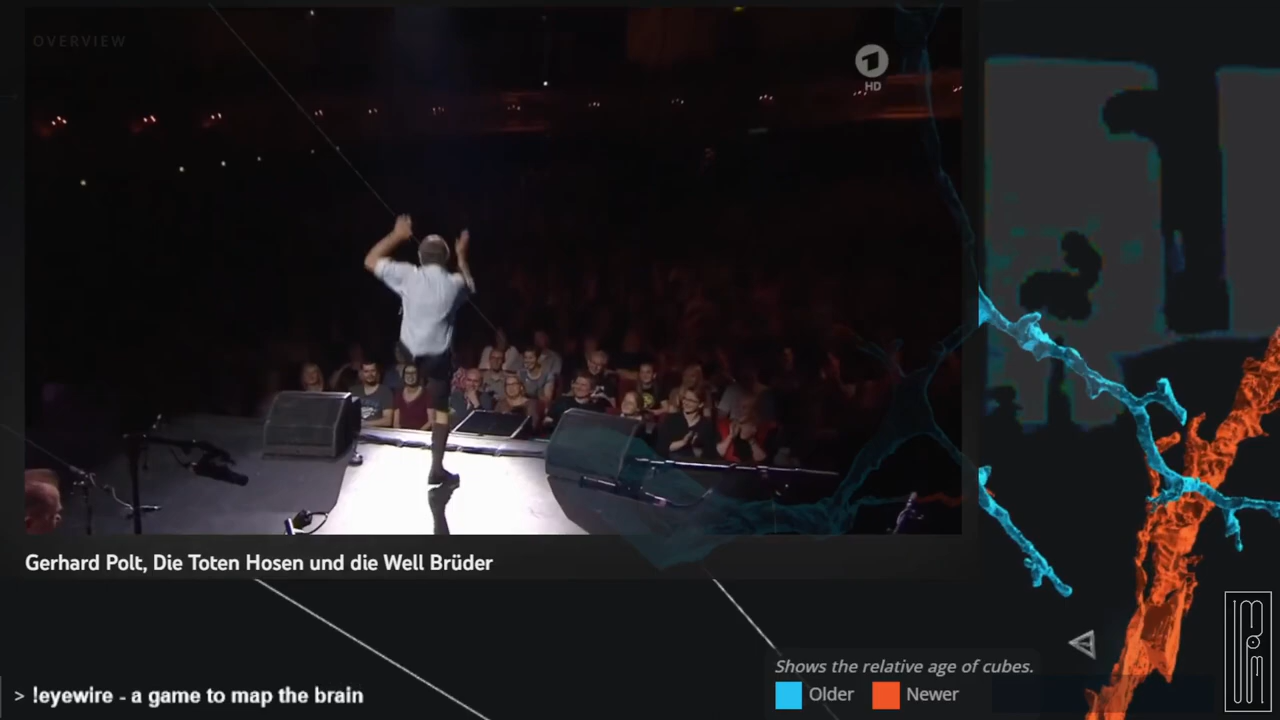 OVERVIEW
HD
Gerhard Polt, Die Toten Hosen und die Well Brüder
Shows the relative age of cubes.
Older
Newer
> !eyewire - a game to map the brain